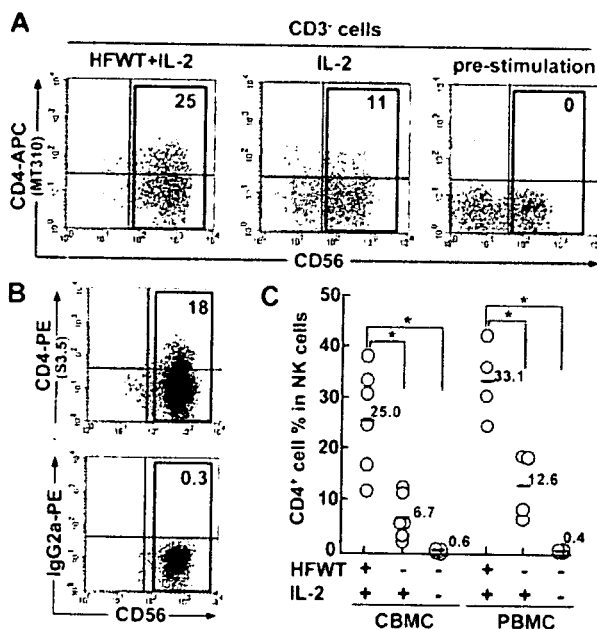 A
CD3⁻ cells
HFWT+IL-2
IL-2
pre-stimulation
25
11
0
CD4-APC
(MT310)
CD56
B
18
CD4-PE
(S3.5)
0.3
IgG2a-PE
CD56
C
CD4⁺ cell % in NK cells
50
40
30
20
10
0
* * * *
25.0
6.7
0.6
33.1
12.6
0.4
HFWT + - - + - -
IL-2 + + - + + -
CBMC PBMC